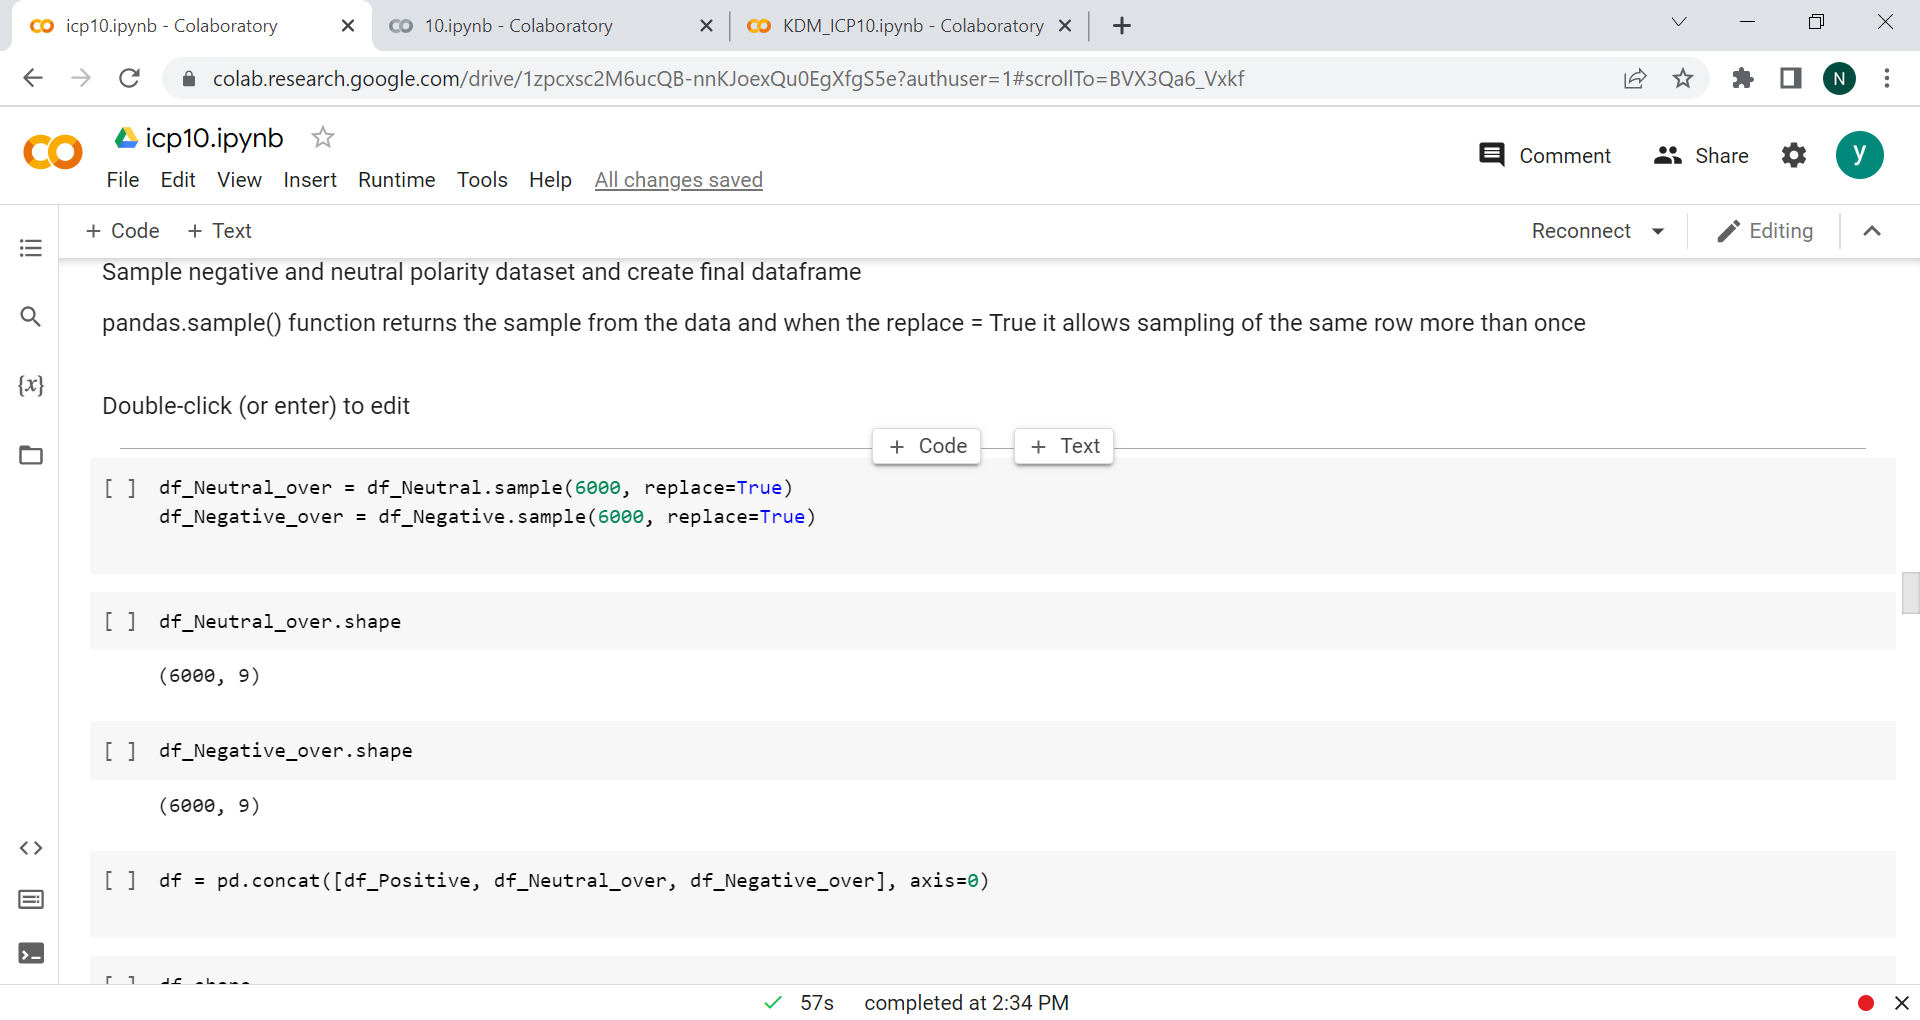 icp10.ipynb - Colaboratory
10.ipynb - Colaboratory
KDM_ICP10.ipynb - Colaboratory
colab.research.google.com/drive/1zpcxsc2M6ucQB-nnKJoexQu0EgXfgS5e?authuser=1#scrollTo=BVX3Qa6_Vxkf
N
icp10.ipynb
Comment
Share
y
File Edit View Insert Runtime Tools Help All changes saved
+ Code + Text
Reconnect
Editing
Sample negative and neutral polarity dataset and create final dataframe
pandas.sample() function returns the sample from the data and when the replace = True it allows sampling of the same row more than once
{x}
Double-click (or enter) to edit
+ Code + Text
[ ] df_Neutral_over = df_Neutral.sample(6000, replace=True)
df_Negative_over = df_Negative.sample(6000, replace=True)
[ ] df_Neutral_over.shape
(6000, 9)
[ ] df_Negative_over.shape
(6000, 9)
[ ] df = pd.concat([df_Positive, df_Neutral_over, df_Negative_over], axis=0)
[ ] df.shape
57s completed at 2:34 PM